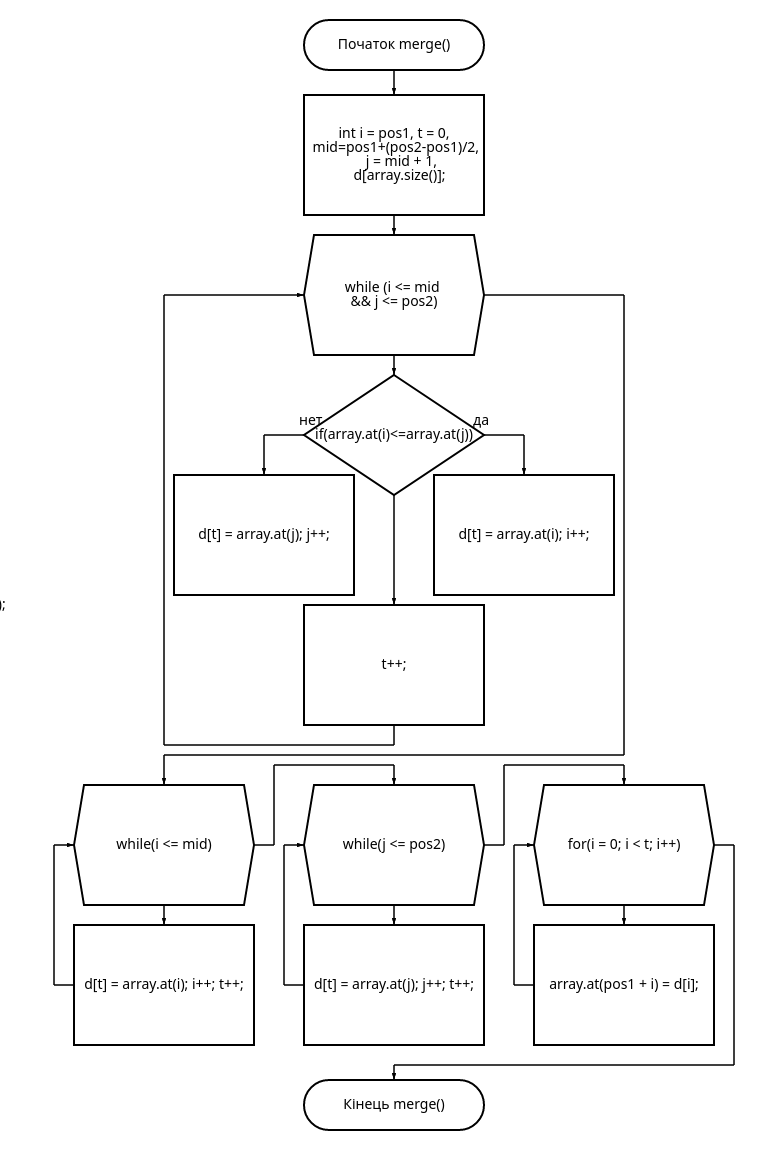 Початок merge()
int i = pos1, t = 0,
mid=pos1+(pos2-pos1)/2,
j = mid + 1,
d[array.size()];
while (i <= mid
&& j <= pos2)
нет
да
if(array.at(i)<=array.at(j))
d[t] = array.at(j); j++;
d[t] = array.at(i); i++;
);
t++;
while(i <= mid)
while(j <= pos2)
for(i = 0; i < t; i++)
d[t] = array.at(i); i++; t++;
d[t] = array.at(j); j++; t++;
array.at(pos1 + i) = d[i];
Кінець merge()